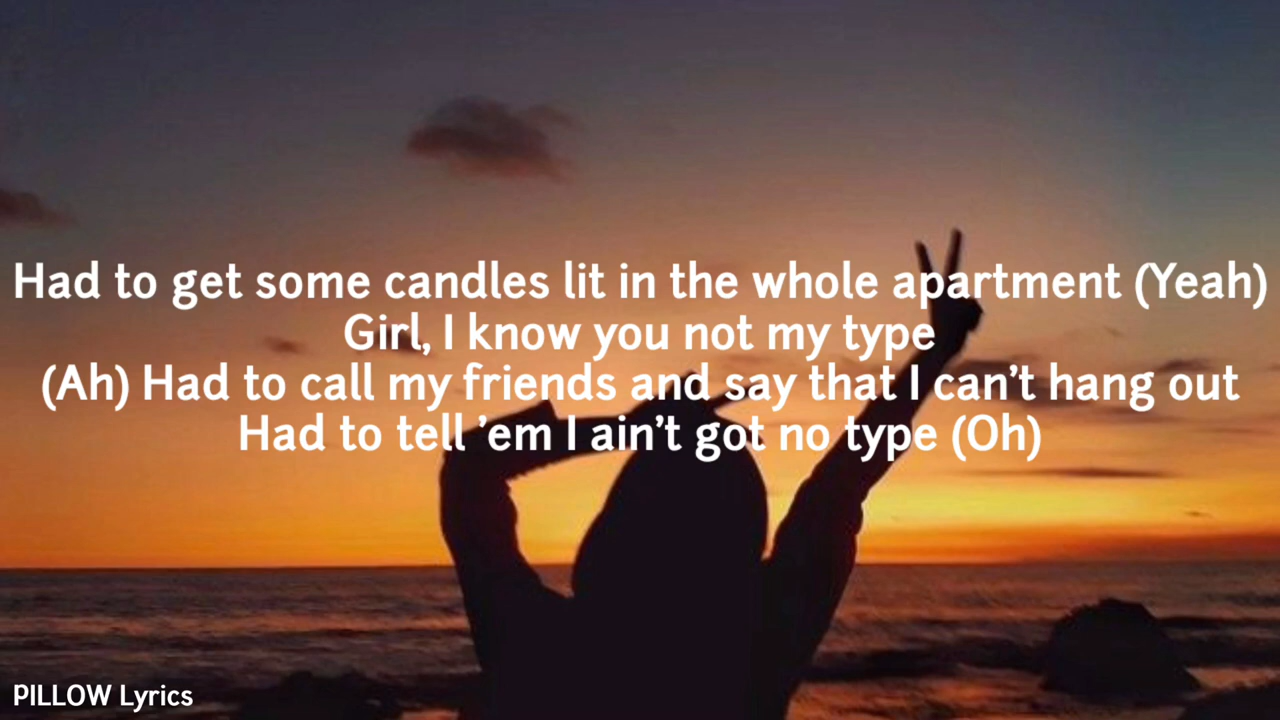 Had to get some candles lit in the whole apartment (Yeah)
Girl, I know you not my type
(Ah) Had to call my friends and say that I can't hang out
Had to tell 'em I ain't got no type (Oh)
PILLOW Lyrics